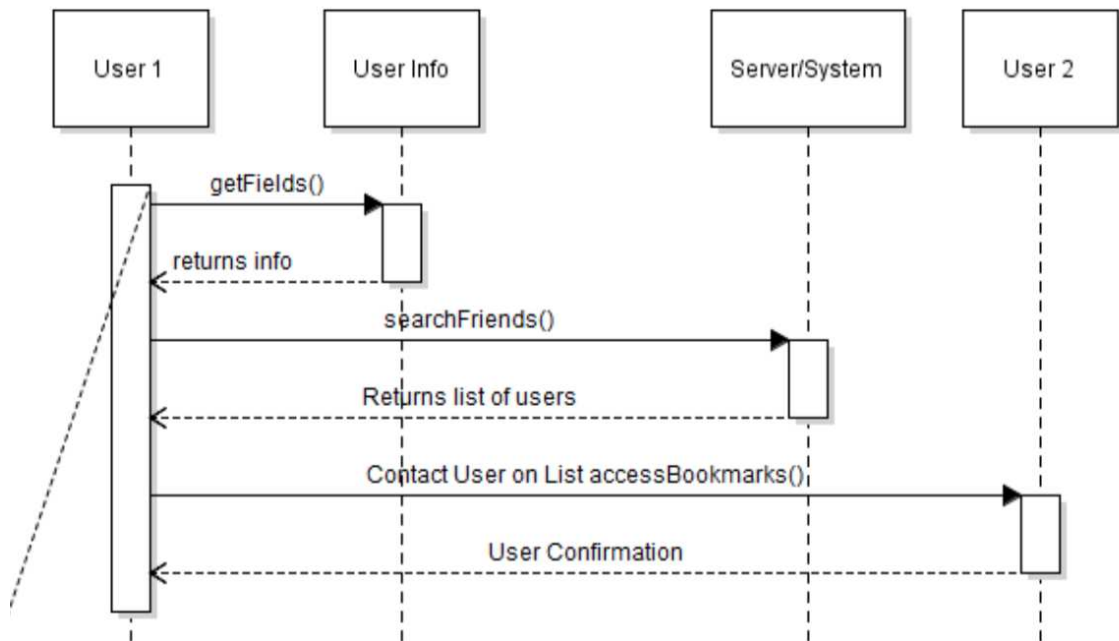 User 1
User Info
Server/System
User 2
getFields()
returns info
searchFriends()
Returns list of users
Contact User on List accessBookmarks()
User Confirmation